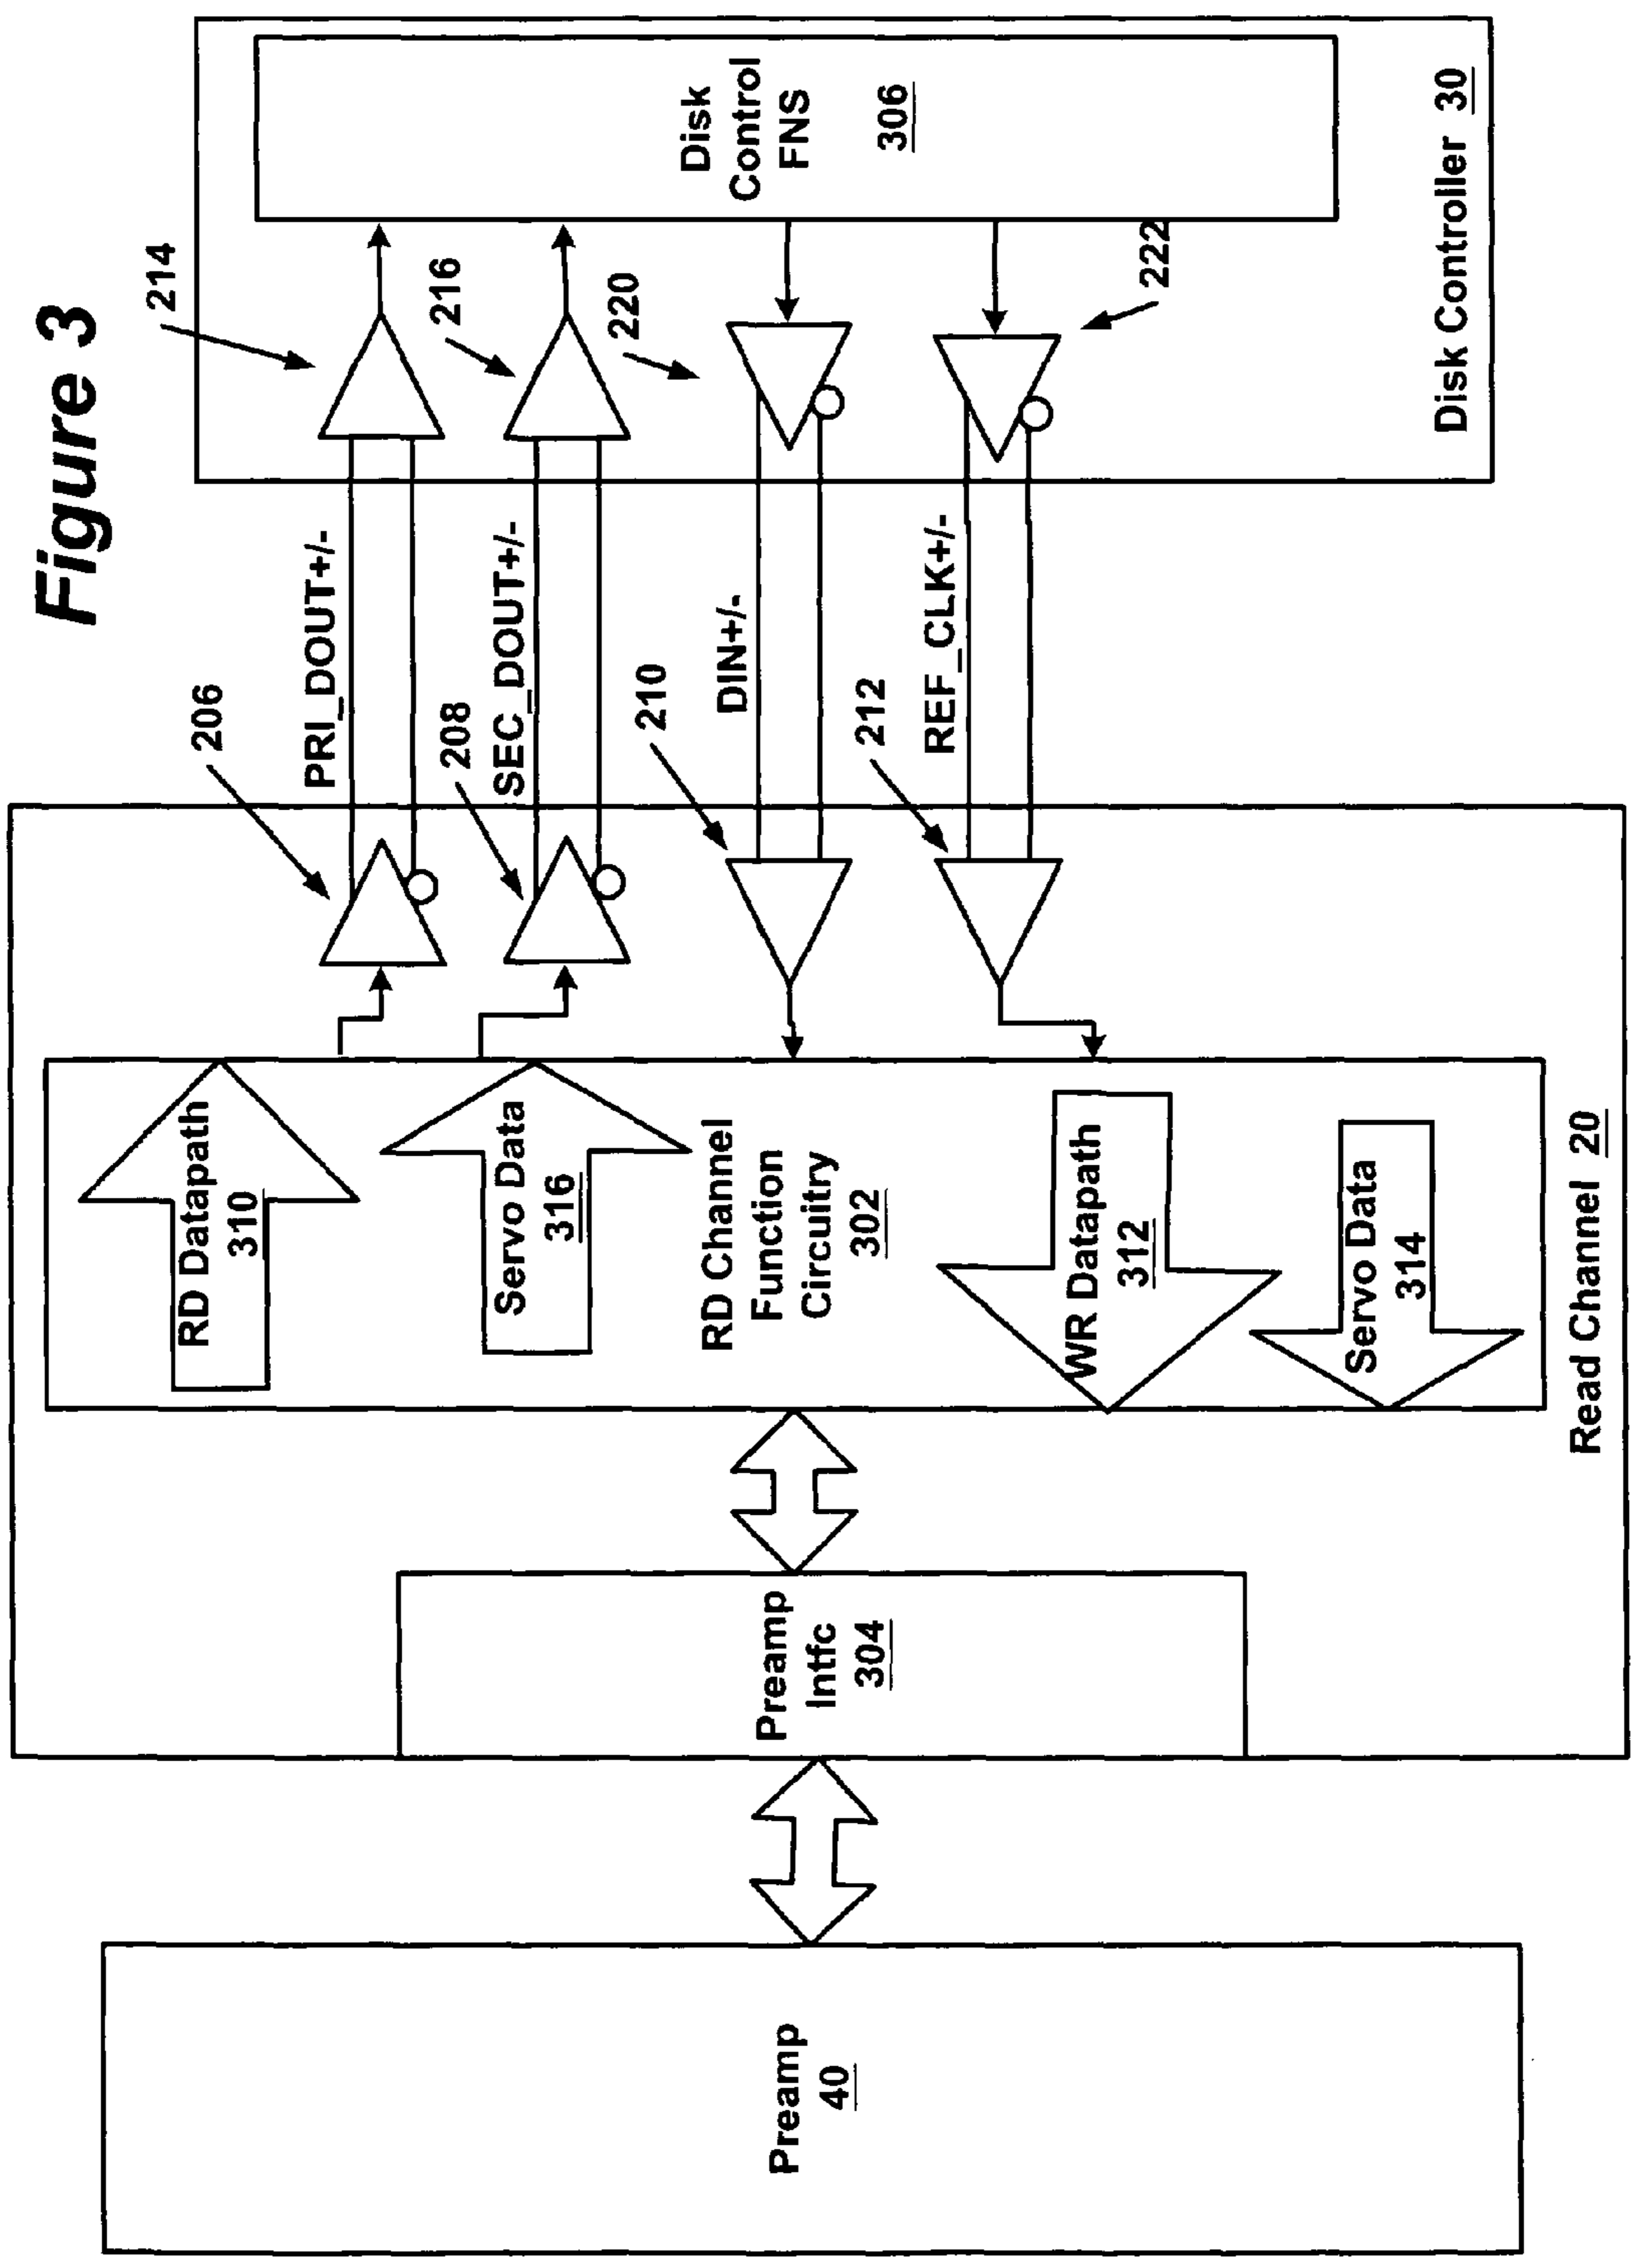 Figure 3
Preamp
40
Preamp
Intfc
304
RD Datapath
310
Servo Data
316
RD Channel
Function
Circuitry
302
WR Datapath
312
Servo Data
314
Read Channel 20
206
PRI_DOUT+/-
214
208
SEC_DOUT+/-
216
210
DIN+/-
220
212
REF_CLK+/-
222
Disk
Control
FNS
306
Disk Controller 30